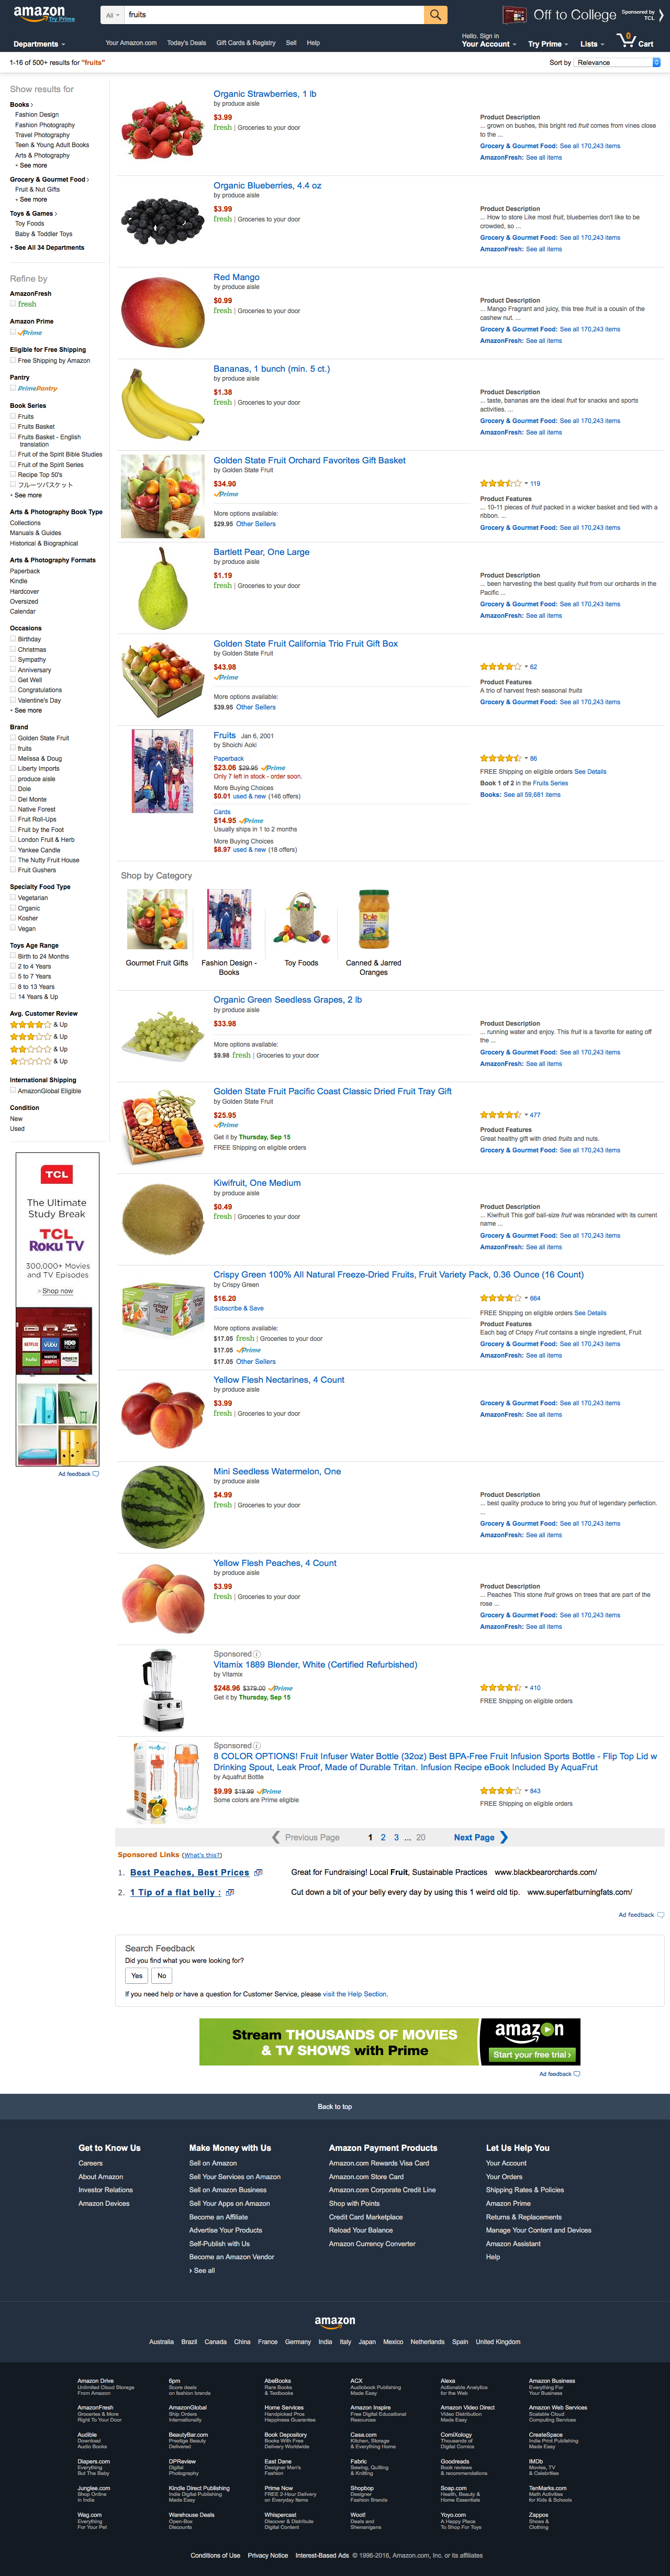 amazon
Try Prime
All
fruits
Off to College
Sponsored by
TCL
Departments
Your Amazon.com Today's Deals Gift Cards & Registry Sell Help
Hello. Sign in
Your Account
Try Prime
Lists
0
Cart
1-16 of 500+ results for "fruits"
Sort by Relevance
Show results for
Books ›
Fashion Design
Fashion Photography
Travel Photography
Teen & Young Adult Books
Arts & Photography
+ See more
Grocery & Gourmet Food ›
Fruit & Nut Gifts
+ See more
Toys & Games ›
Toy Foods
Baby & Toddler Toys
+ See All 34 Departments
Refine by
AmazonFresh
fresh
Amazon Prime
Prime
Eligible for Free Shipping
Free Shipping by Amazon
Pantry
PrimePantry
Book Series
Fruits
Fruits Basket
Fruits Basket - English
translation
Fruit of the Spirit Bible Studies
Fruit of the Spirit Series
Recipe Top 50's
フルーツバスケット
+ See more
Arts & Photography Book Type
Collections
Manuals & Guides
Historical & Biographical
Arts & Photography Formats
Paperback
Kindle
Hardcover
Oversized
Calendar
Occasions
Birthday
Christmas
Sympathy
Anniversary
Get Well
Congratulations
Valentine's Day
+ See more
Brand
Golden State Fruit
fruits
Melissa & Doug
Liberty Imports
produce aisle
Dole
Del Monte
Native Forest
Fruit Roll-Ups
Fruit by the Foot
London Fruit & Herb
Yankee Candle
The Nutty Fruit House
Fruit Gushers
Specialty Food Type
Vegetarian
Organic
Kosher
Vegan
Toys Age Range
Birth to 24 Months
2 to 4 Years
5 to 7 Years
8 to 13 Years
14 Years & Up
Avg. Customer Review
& Up
& Up
& Up
& Up
International Shipping
AmazonGlobal Eligible
Condition
New
Used
TCL
The Ultimate
Study Break
TCL
Roku TV
300,000+ Movies
and TV Episodes
Shop now
NETFLIX
VUDU
HBO
hulu
Ad feedback
Organic Strawberries, 1 lb
by produce aisle
$3.99
fresh | Groceries to your door
Product Description
... grown on bushes, this bright red fruit comes from vines close
to the ...
Grocery & Gourmet Food: See all 170,243 items
AmazonFresh: See all items
Organic Blueberries, 4.4 oz
by produce aisle
$3.99
fresh | Groceries to your door
Product Description
... How to store Like most fruit, blueberries don't like to be
crowded, so ...
Grocery & Gourmet Food: See all 170,243 items
AmazonFresh: See all items
Red Mango
by produce aisle
$0.99
fresh | Groceries to your door
Product Description
... Mango Fragrant and juicy, this tree fruit is a cousin of the
cashew nut. ...
Grocery & Gourmet Food: See all 170,243 items
AmazonFresh: See all items
Bananas, 1 bunch (min. 5 ct.)
by produce aisle
$1.38
fresh | Groceries to your door
Product Description
... taste, bananas are the ideal fruit for snacks and sports
activities. ...
Grocery & Gourmet Food: See all 170,243 items
AmazonFresh: See all items
Golden State Fruit Orchard Favorites Gift Basket
by Golden State Fruit
$34.90
Prime
More options available:
$29.95 Other Sellers
119
Product Features
... 10-11 pieces of fruit packed in a wicker basket and tied with a
ribbon. ...
Grocery & Gourmet Food: See all 170,243 items
Bartlett Pear, One Large
by produce aisle
$1.19
fresh | Groceries to your door
Product Description
... been harvesting the best quality fruit from our orchards in the
Pacific ...
Grocery & Gourmet Food: See all 170,243 items
AmazonFresh: See all items
Golden State Fruit California Trio Fruit Gift Box
by Golden State Fruit
$43.98
Prime
More options available:
$39.95 Other Sellers
62
Product Features
A trio of harvest fresh seasonal fruits
Grocery & Gourmet Food: See all 170,243 items
Fruits Jan 6, 2001
by Shoichi Aoki
Paperback
$23.06 $29.95 Prime
Only 7 left in stock - order soon.
More Buying Choices
$0.01 used & new (146 offers)
Cards
$14.95 Prime
Usually ships in 1 to 2 months
More Buying Choices
$8.97 used & new (18 offers)
86
FREE Shipping on eligible orders See Details
Book 1 of 2 in the Fruits Series
Books: See all 59,681 items
Shop by Category
Dole
Gourmet Fruit Gifts
Fashion Design -
Books
Toy Foods
Canned & Jarred
Oranges
Organic Green Seedless Grapes, 2 lb
by produce aisle
$33.98
More options available:
$9.98 fresh | Groceries to your door
Product Description
... running water and enjoy. This fruit is a favorite for eating off
the ...
Grocery & Gourmet Food: See all 170,243 items
AmazonFresh: See all items
Golden State Fruit Pacific Coast Classic Dried Fruit Tray Gift
by Golden State Fruit
$25.95
Prime
Get it by Thursday, Sep 15
FREE Shipping on eligible orders
477
Product Features
Great healthy gift with dried fruits and nuts.
Grocery & Gourmet Food: See all 170,243 items
Kiwifruit, One Medium
by produce aisle
$0.49
fresh | Groceries to your door
Product Description
... Kiwifruit This golf ball-size fruit was rebranded with its current
name ...
Grocery & Gourmet Food: See all 170,243 items
AmazonFresh: See all items
Crispy Green 100% All Natural Freeze-Dried Fruits, Fruit Variety Pack, 0.36 Ounce (16 Count)
by Crispy Green
$16.20
Subscribe & Save
More options available:
$17.05 fresh | Groceries to your door
$17.05 Prime
$17.05 Other Sellers
664
FREE Shipping on eligible orders See Details
Product Features
Each bag of Crispy Fruit contains a single ingredient, Fruit
Grocery & Gourmet Food: See all 170,243 items
AmazonFresh: See all items
Yellow Flesh Nectarines, 4 Count
by produce aisle
$3.99
fresh | Groceries to your door
Grocery & Gourmet Food: See all 170,243 items
AmazonFresh: See all items
Mini Seedless Watermelon, One
by produce aisle
$4.99
fresh | Groceries to your door
Product Description
... best quality produce to bring you fruit of legendary perfection.
...
Grocery & Gourmet Food: See all 170,243 items
AmazonFresh: See all items
Yellow Flesh Peaches, 4 Count
by produce aisle
$3.99
fresh | Groceries to your door
Product Description
... Peaches This stone fruit grows on trees that are part of the
rose ...
Grocery & Gourmet Food: See all 170,243 items
AmazonFresh: See all items
Sponsored
Vitamix 1889 Blender, White (Certified Refurbished)
by Vitamix
$248.96 $379.00 Prime
Get it by Thursday, Sep 15
410
FREE Shipping on eligible orders
Sponsored
8 COLOR OPTIONS! Fruit Infuser Water Bottle (32oz) Best BPA-Free Fruit Infusion Sports Bottle - Flip Top Lid w
Drinking Spout, Leak Proof, Made of Durable Tritan. Infusion Recipe eBook Included By AquaFrut
by Aquafrut Bottle
$9.99 $19.99 Prime
Some colors are Prime eligible
843
FREE Shipping on eligible orders
Previous Page 1 2 3 ... 20 Next Page
Sponsored Links (What's this?)
1. Best Peaches, Best Prices
Great for Fundraising! Local Fruit, Sustainable Practices www.blackbearorchards.com/
2. 1 Tip of a flat belly :
Cut down a bit of your belly every day by using this 1 weird old tip. www.superfatburningfats.com/
Ad feedback
Search Feedback
Did you find what you were looking for?
Yes No
If you need help or have a question for Customer Service, please visit the Help Section.
Stream THOUSANDS OF MOVIES
& TV SHOWS with Prime
amazon
Start your free trial ›
Ad feedback
Back to top
Get to Know Us
Careers
About Amazon
Investor Relations
Amazon Devices
Make Money with Us
Sell on Amazon
Sell Your Services on Amazon
Sell on Amazon Business
Sell Your Apps on Amazon
Become an Affiliate
Advertise Your Products
Self-Publish with Us
Become an Amazon Vendor
› See all
Amazon Payment Products
Amazon.com Rewards Visa Card
Amazon.com Store Card
Amazon.com Corporate Credit Line
Shop with Points
Credit Card Marketplace
Reload Your Balance
Amazon Currency Converter
Let Us Help You
Your Account
Your Orders
Shipping Rates & Policies
Amazon Prime
Returns & Replacements
Manage Your Content and Devices
Amazon Assistant
Help
amazon
Australia Brazil Canada China France Germany India Italy Japan Mexico Netherlands Spain United Kingdom
Amazon Drive
Unlimited Cloud Storage
From Amazon
6pm
Score deals
on fashion brands
AbeBooks
Rare Books
& Textbooks
ACX
Audiobook Publishing
Made Easy
Alexa
Actionable Analytics
for the Web
Amazon Business
Everything For
Your Business
AmazonFresh
Groceries & More
Right To Your Door
AmazonGlobal
Ship Orders
Internationally
Home Services
Handpicked Pros
Happiness Guarantee
Amazon Inspire
Free Digital Educational
Resources
Amazon Video Direct
Video Distribution
Made Easy
Amazon Web Services
Scalable Cloud
Computing Services
Audible
Download
Audio Books
BeautyBar.com
Prestige Beauty
Delivered
Book Depository
Books With Free
Delivery Worldwide
Casa.com
Kitchen, Storage
& Everything Home
ComiXology
Thousands of
Digital Comics
CreateSpace
Indie Print Publishing
Made Easy
Diapers.com
Everything
But The Baby
DPReview
Digital
Photography
East Dane
Designer Men's
Fashion
Fabric
Sewing, Quilting
& Knitting
Goodreads
Book reviews
& recommendations
IMDb
Movies, TV
& Celebrities
Junglee.com
Shop Online
in India
Kindle Direct Publishing
Indie Digital Publishing
Made Easy
Prime Now
FREE 2-Hour Delivery
on Everyday Items
Shopbop
Designer
Fashion Brands
Soap.com
Health, Beauty &
Home Essentials
TenMarks.com
Math Activities
for Kids & Schools
Wag.com
Everything
For Your Pet
Warehouse Deals
Open-Box
Discounts
Whispercast
Discover & Distribute
Digital Content
Woot!
Deals and
Shenanigans
Yoyo.com
A Happy Place
To Shop For Toys
Zappos
Shoes &
Clothing
Conditions of Use Privacy Notice Interest-Based Ads © 1996-2016, Amazon.com, Inc. or its affiliates